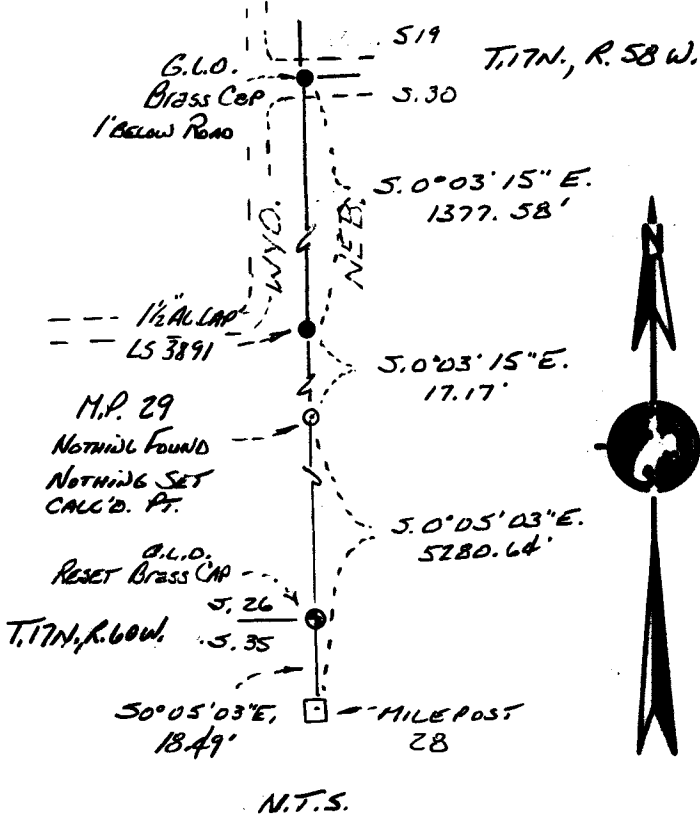 S19
T.17N., R. 58 W.
G.L.O.
Brass Cap
1' BELOW ROAD
S.30
S. 0°03' 15" E.
1377. 58'
WYO.
NEB.
N
1½" AL CAP
LS 3891
S. 0°03' 15" E.
17.17'
M.P. 29
NOTHING FOUND
NOTHING SET
CALC'D. PT.
S. 0°05' 03" E.
5280.64'
G.L.O.
RESET Brass CAP
S. 26
T.17N., R. 60W.
S. 35
S0°05'03"E,
18.49'
MILEPOST
28
N.T.S.